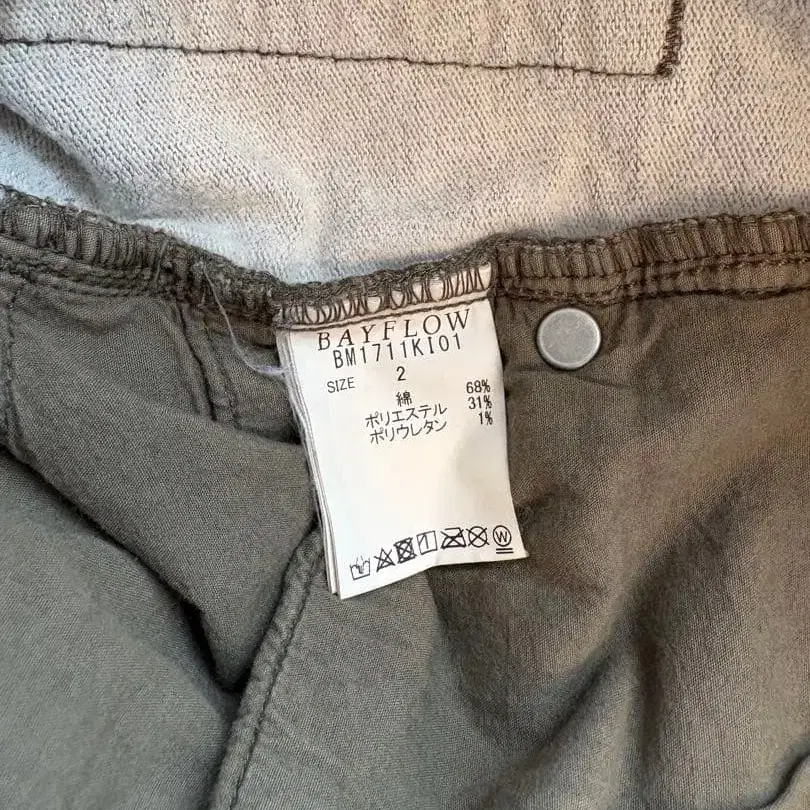 BAYFLOW
BM1711KI01
SIZE 2
綿 68%
ポリエステル 31%
ポリウレタン 1%
W